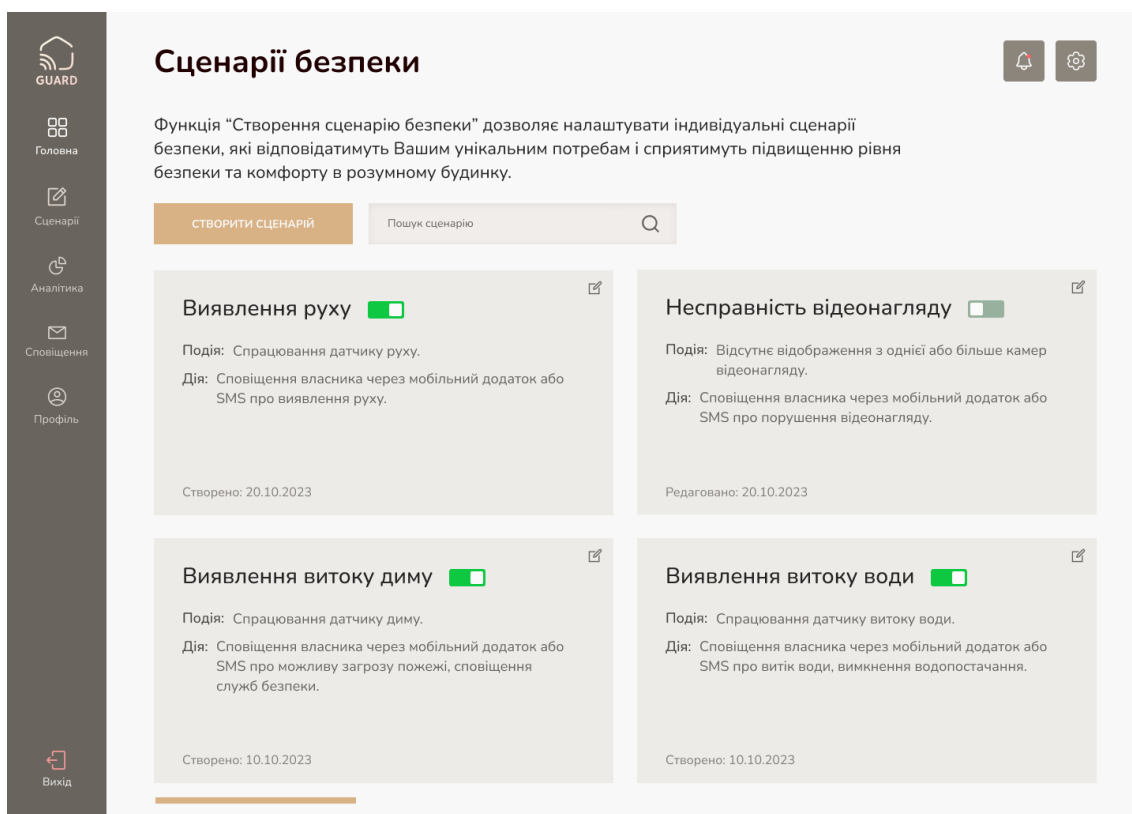 GUARD
Головна
Сценарії
Аналітика
Сповіщення
Профіль
Вихід
Сценарії безпеки
Функція “Створення сценарію безпеки” дозволяє налаштувати індивідуальні сценарії
безпеки, які відповідатимуть Вашим унікальним потребам і сприятимуть підвищенню рівня
безпеки та комфорту в розумному будинку.
СТВОРИТИ СЦЕНАРІЙ
Пошук сценарію
Виявлення руху
Подія: Спрацювання датчику руху.
Дія: Сповіщення власника через мобільний додаток або
SMS про виявлення руху.
Створено: 20.10.2023
Несправність відеонагляду
Подія: Відсутнє відображення з однієї або більше камер
відеонагляду.
Дія: Сповіщення власника через мобільний додаток або
SMS про порушення відеонагляду.
Редаговано: 20.10.2023
Виявлення витоку диму
Подія: Спрацювання датчику диму.
Дія: Сповіщення власника через мобільний додаток або
SMS про можливу загрозу пожежі, сповіщення
служб безпеки.
Створено: 10.10.2023
Виявлення витоку води
Подія: Спрацювання датчику витоку води.
Дія: Сповіщення власника через мобільний додаток або
SMS про витік води, вимкнення водопостачання.
Створено: 10.10.2023